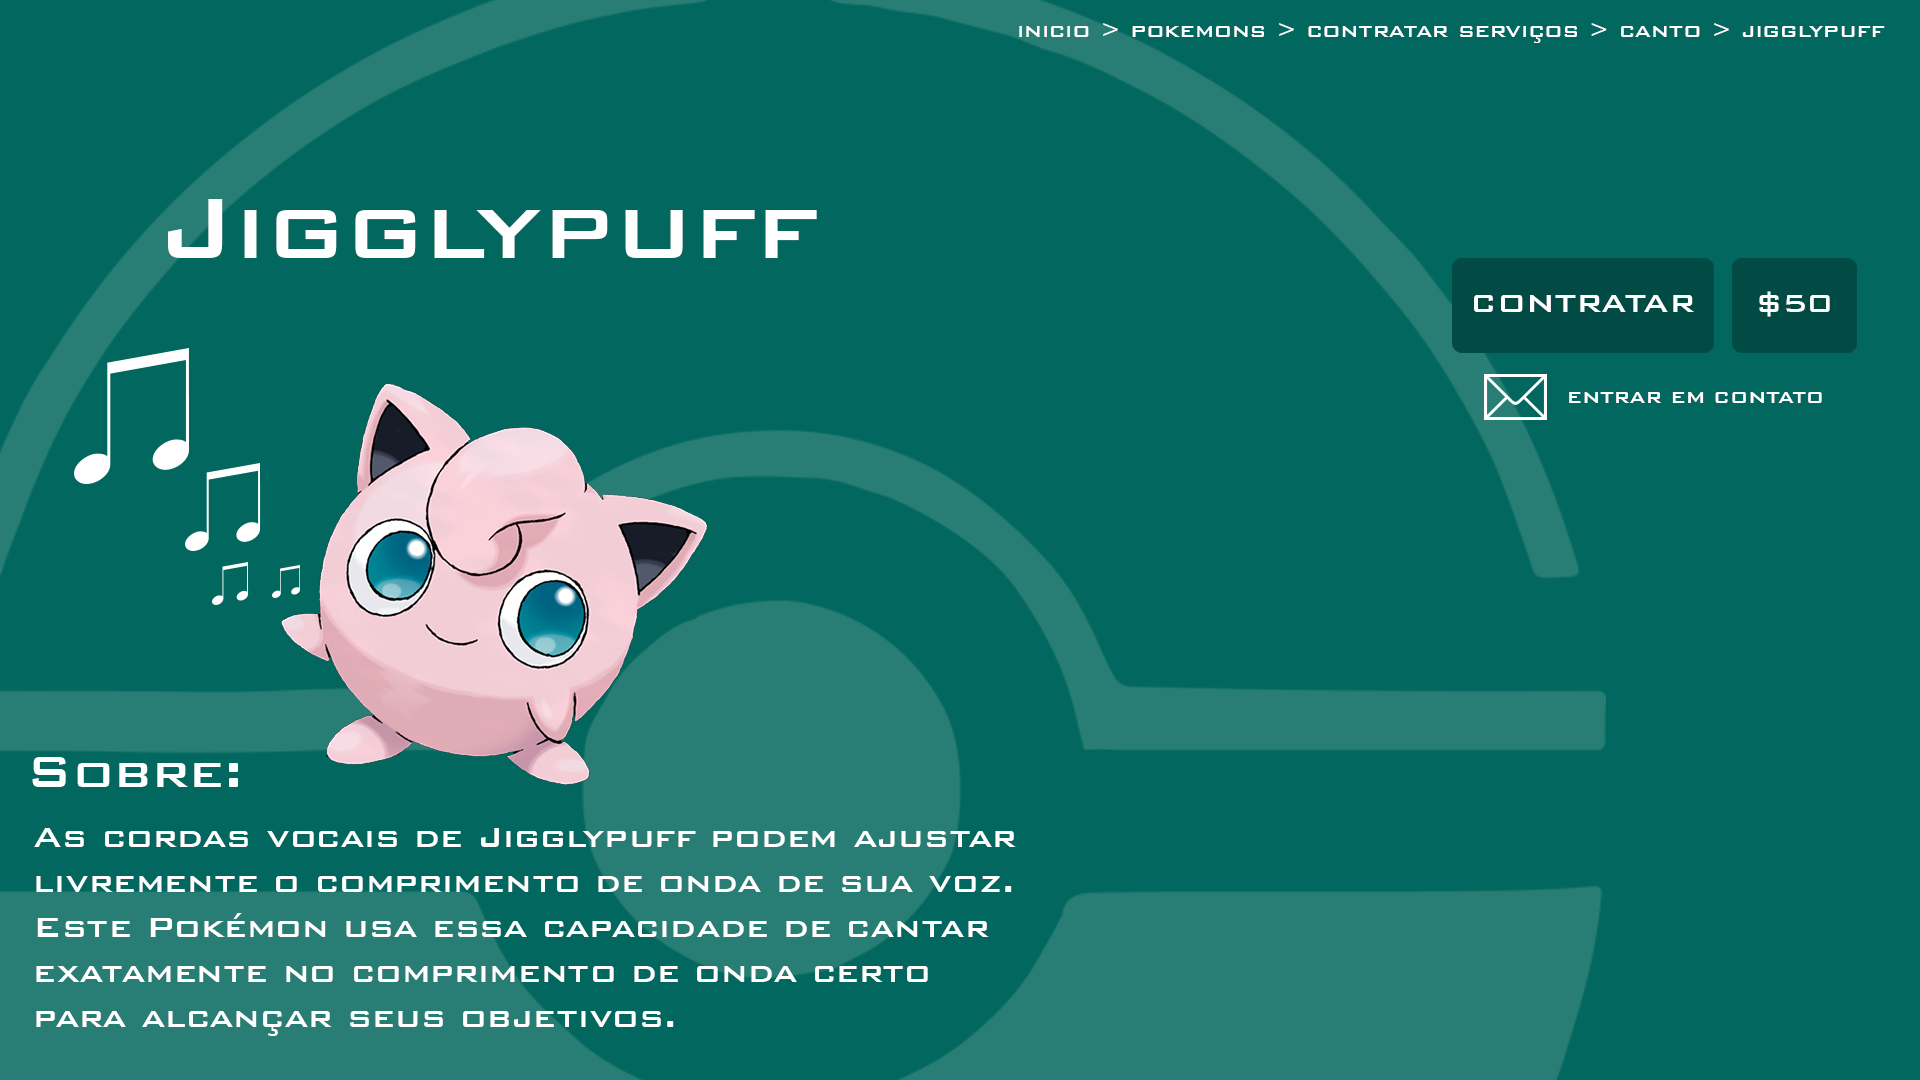 INICIO > POKEMONS > CONTRATAR SERVIÇOS > CANTO > JIGGLYPUFF
Jigglypuff
CONTRATAR
$50
ENTRAR EM CONTATO
Sobre:
As cordas vocais de Jigglypuff podem ajustar
livremente o comprimento de onda de sua voz.
Este Pokémon usa essa capacidade de cantar
exatamente no comprimento de onda certo
para alcançar seus objetivos.